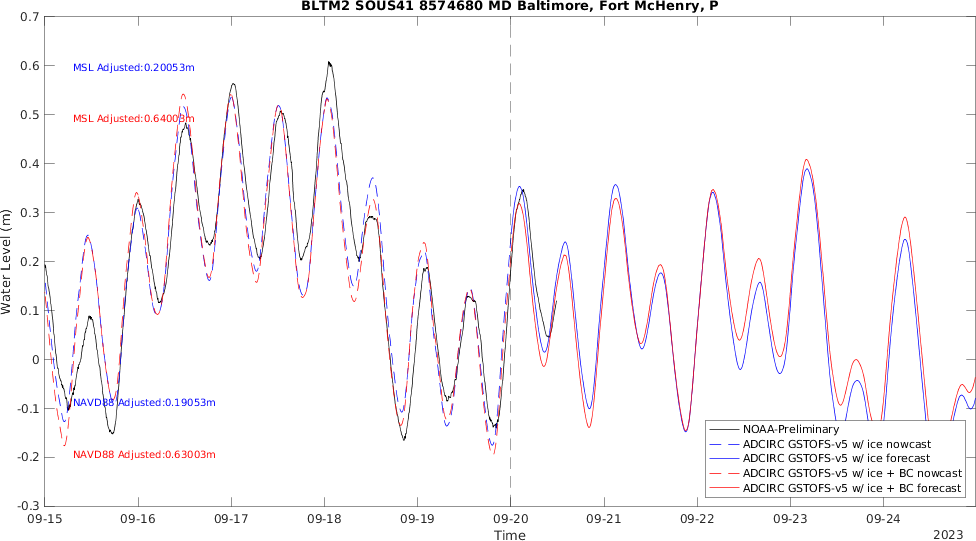 BLTM2 SOUS41 8574680 MD Baltimore, Fort McHenry, P
0.7
0.6
0.5
0.4
0.3
0.2
0.1
0
-0.1
-0.2
-0.3
Water Level (m)
MSL Adjusted:0.20053m
MSL Adjusted:0.64003m
NAVD88 Adjusted:0.19053m
NAVD88 Adjusted:0.63003m
NOAA-Preliminary
ADCIRC GSTOFS-v5 w/ ice nowcast
ADCIRC GSTOFS-v5 w/ ice forecast
ADCIRC GSTOFS-v5 w/ ice + BC nowcast
ADCIRC GSTOFS-v5 w/ ice + BC forecast
09-15 09-16 09-17 09-18 09-19 09-20 09-21 09-22 09-23 09-24
Time
2023